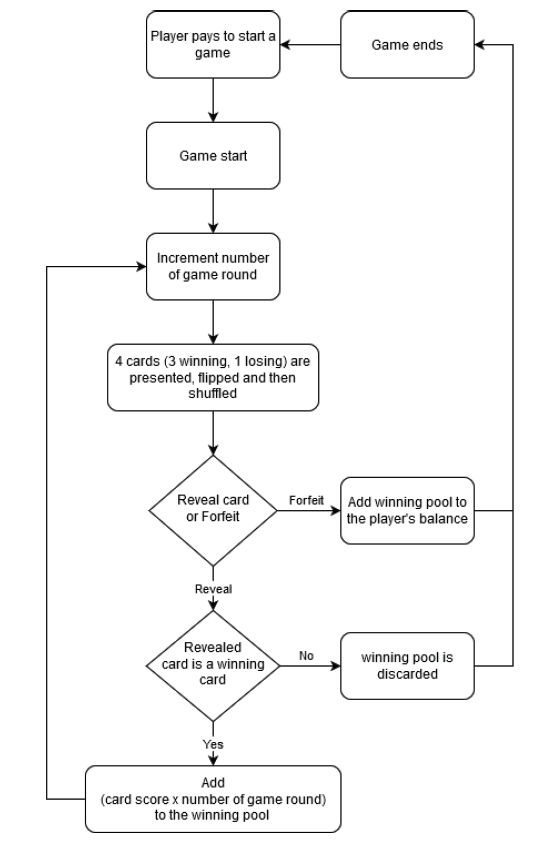 Player pays to start a
game
Game ends
Game start
Increment number
of game round
4 cards (3 winning, 1 losing) are
presented, flipped and then
shuffled
Reveal card
or Forfeit
Forfeit
Add winning pool to
the player's balance
Reveal
Revealed
card is a winning
card
No
winning pool is
discarded
Yes
Add
(card score x number of game round)
to the winning pool